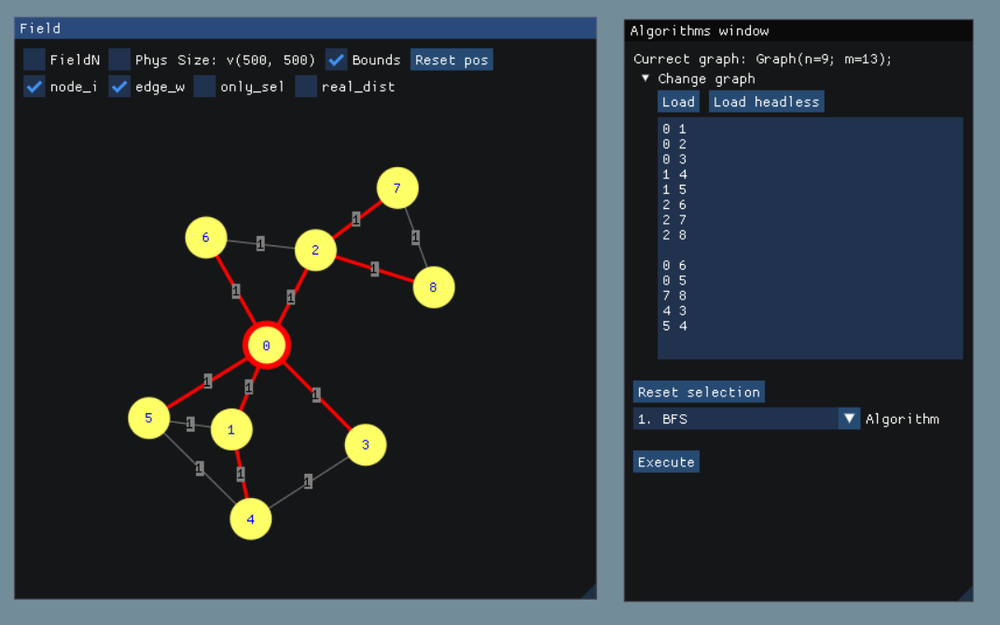 Field
FieldN Phys Size: v(500, 500) Bounds Reset pos
node_i edge_w only_sel real_dist
7
1
6 1 2 1
1 8
1 1
0
1 1 1
5 1 1 3
1 1 1
4
Algorithms window
Currect graph: Graph(n=9; m=13);
Change graph
Load Load headless
0 1
0 2
0 3
1 4
1 5
2 6
2 7
2 8
0 6
0 5
7 8
4 3
5 4
Reset selection
1. BFS Algorithm
Execute